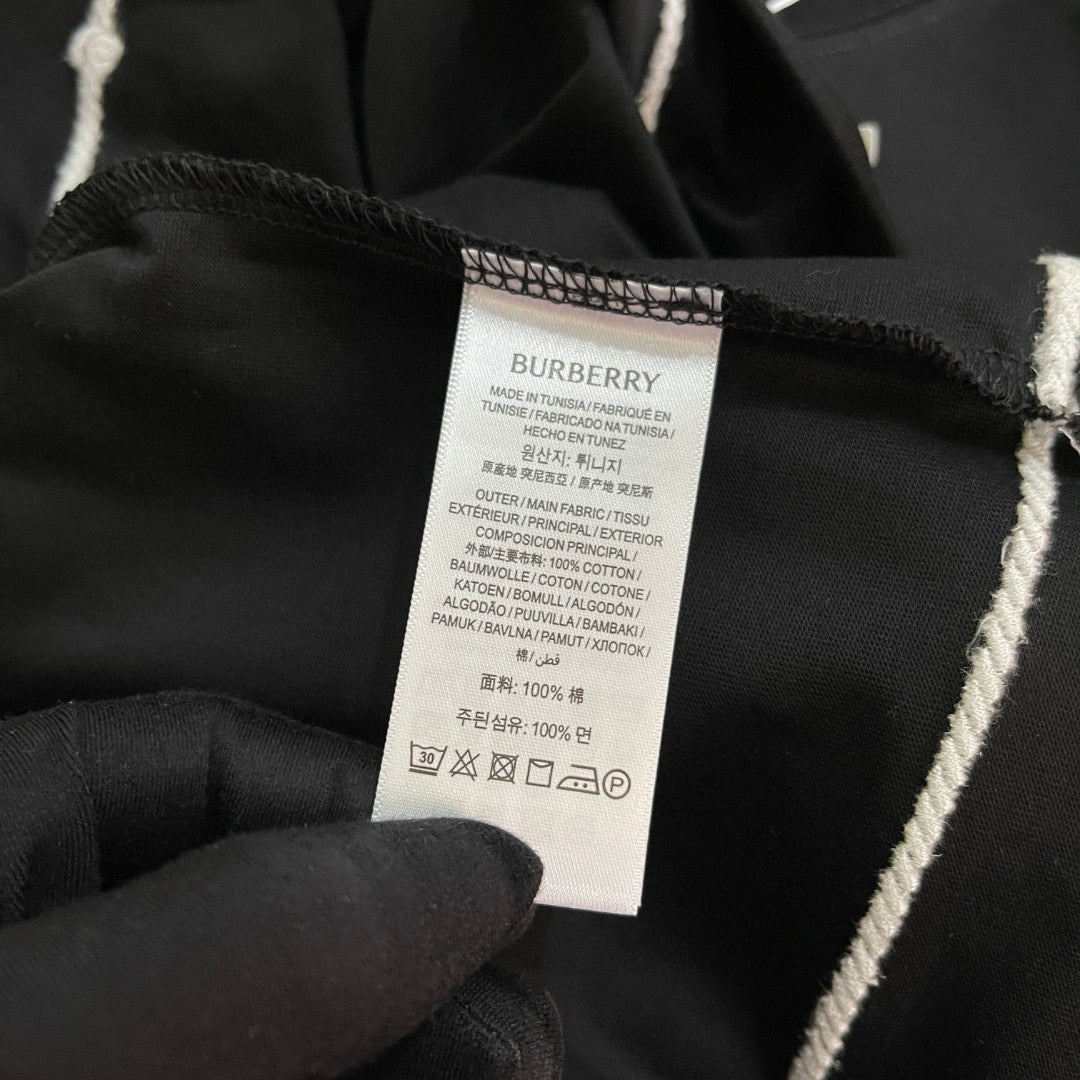 BURBERRY
MADE IN TUNISIA / FABRIQUÉ EN
TUNISIE / FABRICADO NA TUNISIA /
HECHO EN TUNEZ
원산지: 튀니지
原産地 突尼西亞 / 原产地 突尼斯
OUTER / MAIN FABRIC / TISSU
EXTÉRIEUR / PRINCIPAL / EXTERIOR
COMPOSICION PRINCIPAL /
外部/主要布料: 100% COTTON /
BAUMWOLLE / COTON / COTONE /
KATOEN / BOMULL / ALGODÓN /
ALGODÃO / PUUVILLA / BAMBAKI /
PAMUK / BAVLNA / PAMUT / ХЛОПОК /
棉 / قطن
面料: 100% 棉
주된섬유: 100% 면
30 P